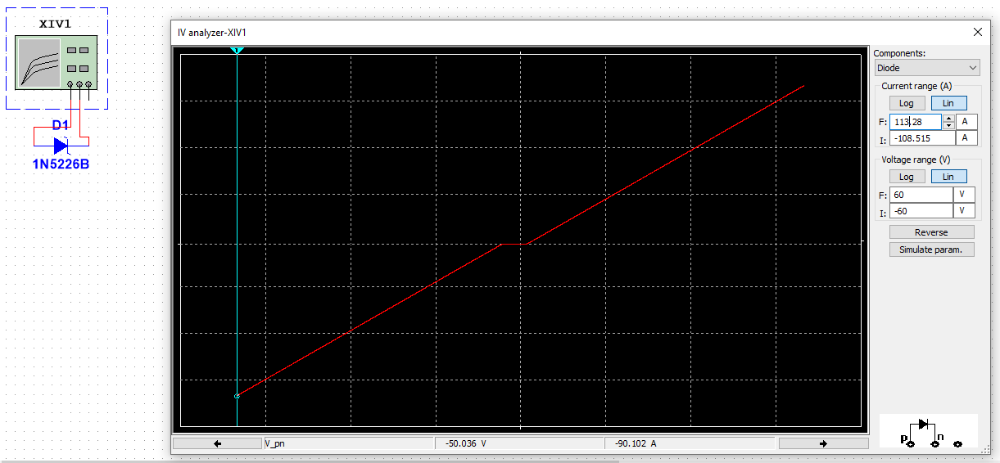 XIV1
D1
1N5226B
IV analyzer-XIV1
1
Components:
Diode
Current range (A)
Log Lin
F: 113.28 A
I: -108.515 A
Voltage range (V)
Log Lin
F: 60 V
I: -60 V
Reverse
Simulate param.
p n
V_pn -50.036 V -90.102 A